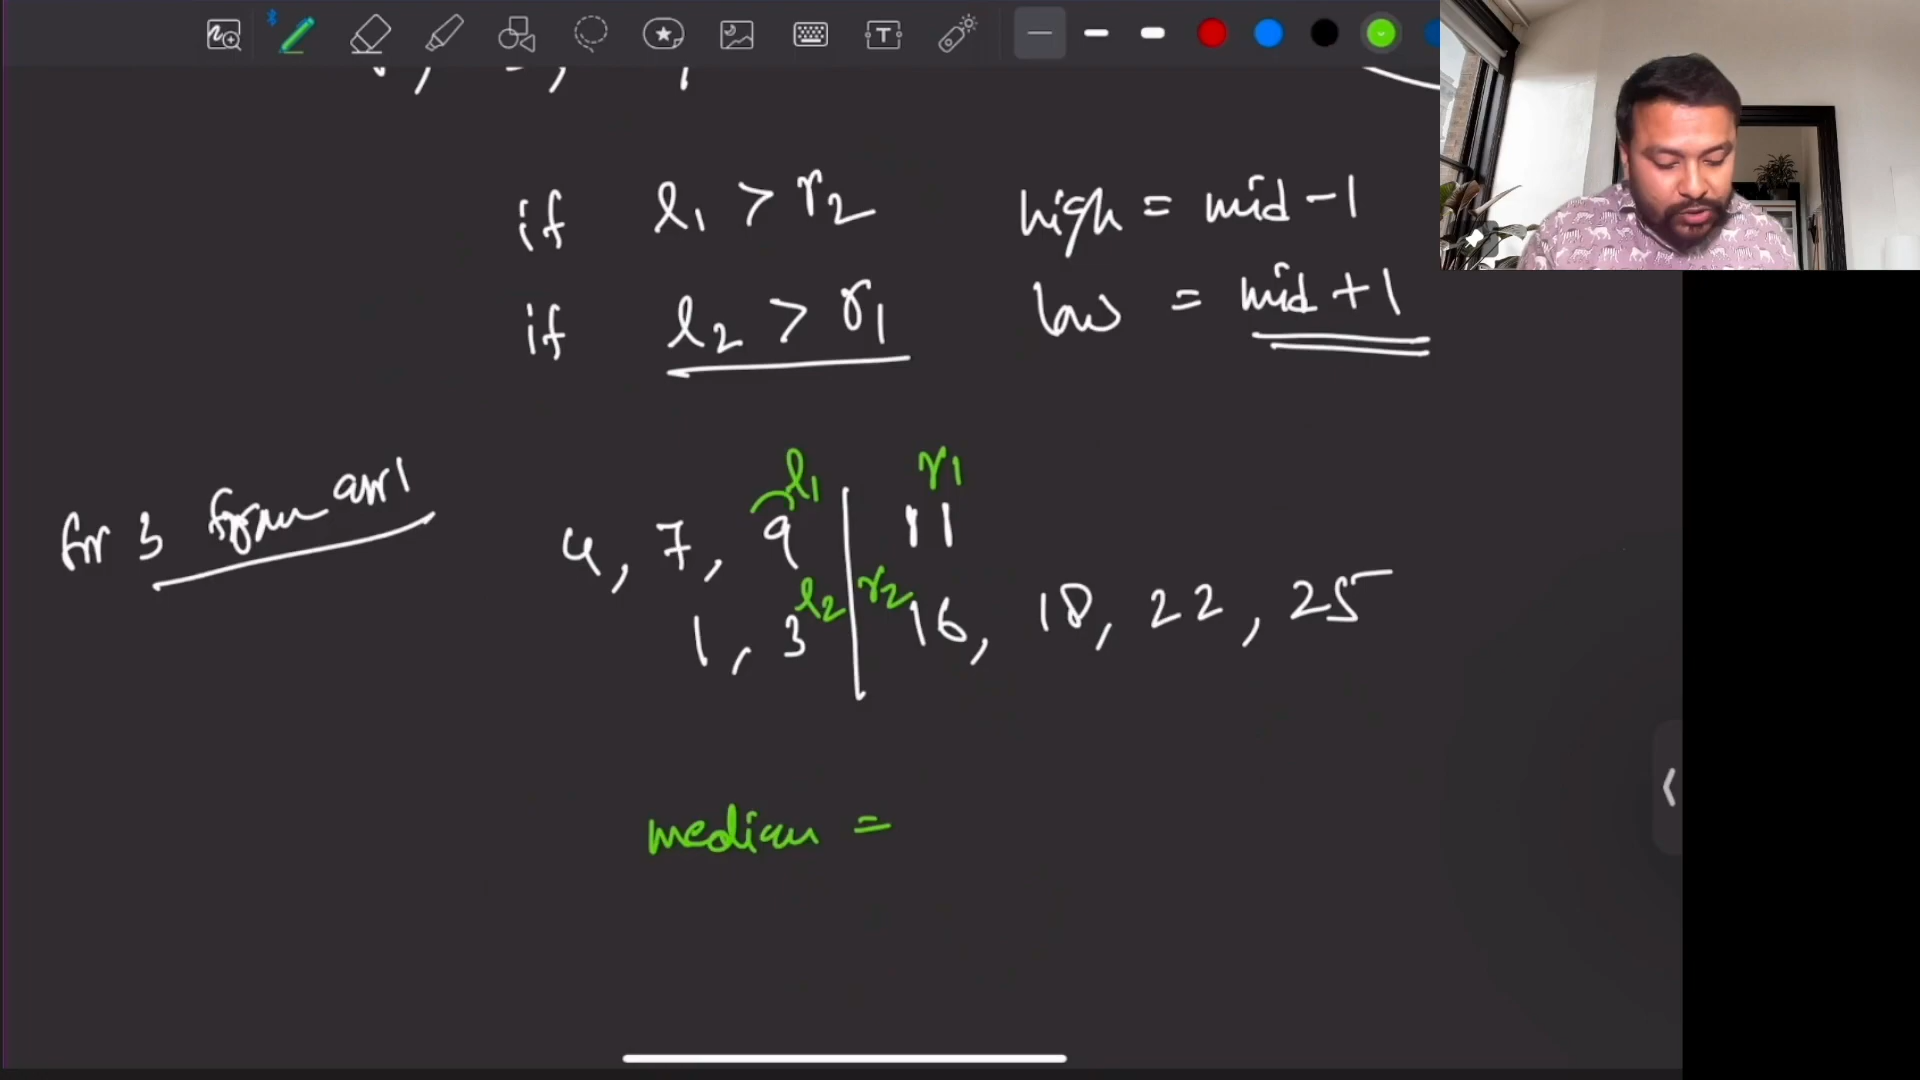 if l1 > r2 high = mid - 1
if l2 > r1 low = mid + 1
for 3 from arr1
l1 r1
4, 7, 9 | 11
l2 r2
1, 3 | 16, 18, 22, 25
median =
T